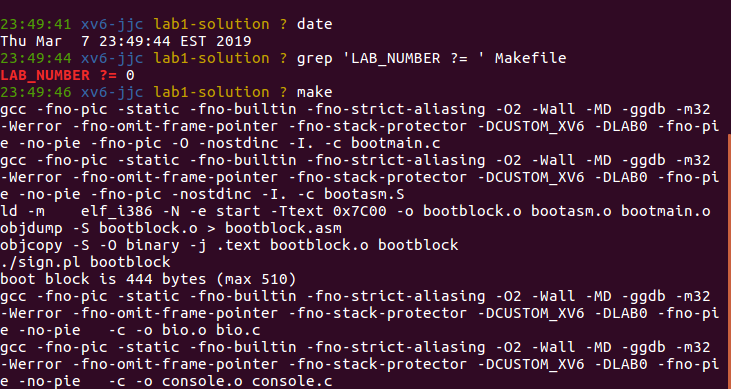 23:49:41 xv6-jjc lab1-solution ? date
Thu Mar  7 23:49:44 EST 2019
23:49:44 xv6-jjc lab1-solution ? grep 'LAB_NUMBER ?= ' Makefile
LAB_NUMBER ?= 0
23:49:46 xv6-jjc lab1-solution ? make
gcc -fno-pic -static -fno-builtin -fno-strict-aliasing -O2 -Wall -MD -ggdb -m32
-Werror -fno-omit-frame-pointer -fno-stack-protector -DCUSTOM_XV6 -DLAB0 -fno-pi
e -no-pie -fno-pic -O -nostdinc -I. -c bootmain.c
gcc -fno-pic -static -fno-builtin -fno-strict-aliasing -O2 -Wall -MD -ggdb -m32
-Werror -fno-omit-frame-pointer -fno-stack-protector -DCUSTOM_XV6 -DLAB0 -fno-pi
e -no-pie -fno-pic -nostdinc -I. -c bootasm.S
ld -m    elf_i386 -N -e start -Ttext 0x7C00 -o bootblock.o bootasm.o bootmain.o
objdump -S bootblock.o > bootblock.asm
objcopy -S -O binary -j .text bootblock.o bootblock
./sign.pl bootblock
boot block is 444 bytes (max 510)
gcc -fno-pic -static -fno-builtin -fno-strict-aliasing -O2 -Wall -MD -ggdb -m32
-Werror -fno-omit-frame-pointer -fno-stack-protector -DCUSTOM_XV6 -DLAB0 -fno-pi
e -no-pie   -c -o bio.o bio.c
gcc -fno-pic -static -fno-builtin -fno-strict-aliasing -O2 -Wall -MD -ggdb -m32
-Werror -fno-omit-frame-pointer -fno-stack-protector -DCUSTOM_XV6 -DLAB0 -fno-pi
e -no-pie   -c -o console.o console.c